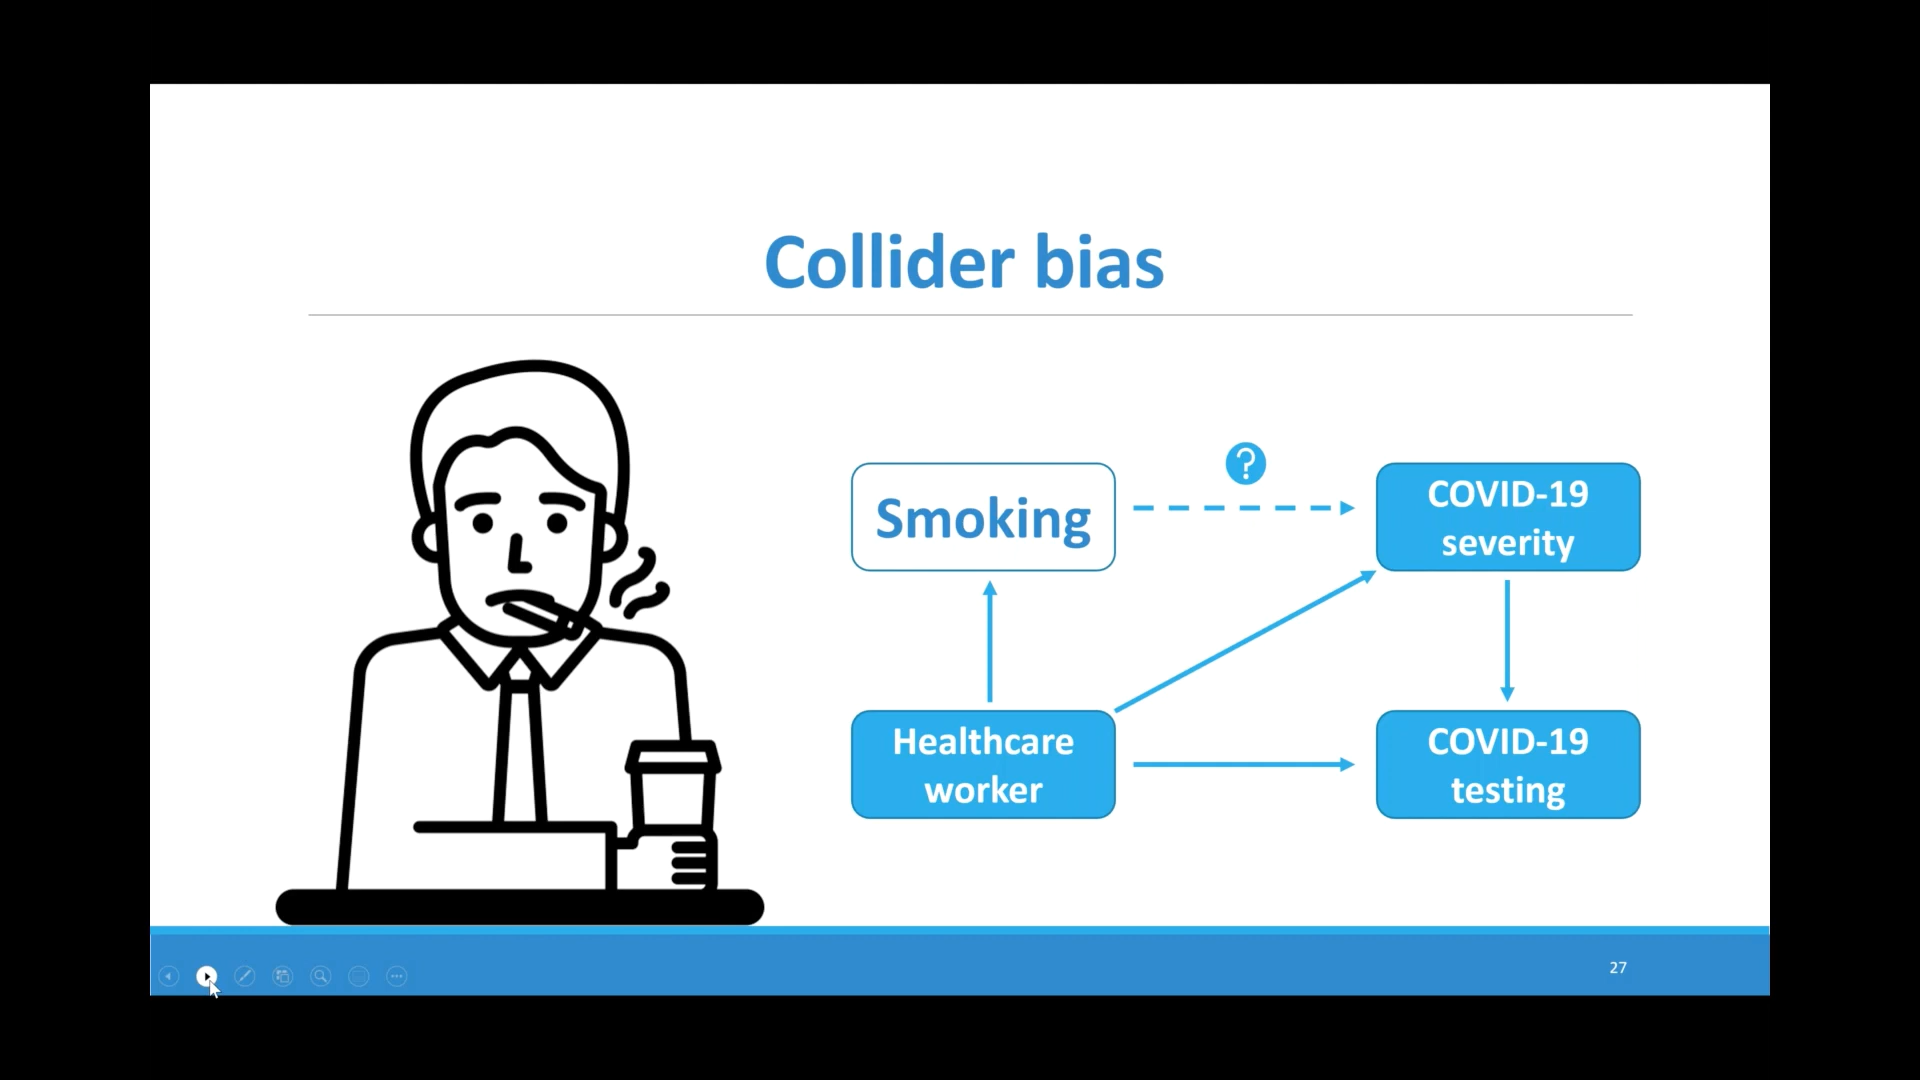 Collider bias
?
Smoking
COVID-19
severity
Healthcare
worker
COVID-19
testing
27